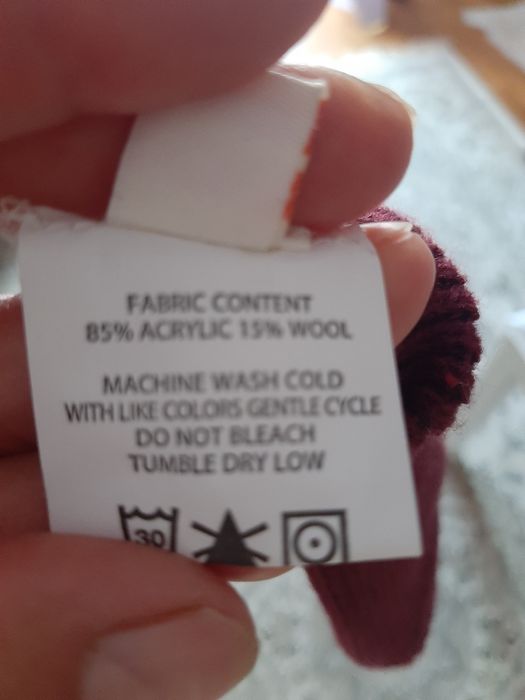 FABRIC CONTENT
85% ACRYLIC 15% WOOL
MACHINE WASH COLD
WITH LIKE COLORS GENTLE CYCLE
DO NOT BLEACH
TUMBLE DRY LOW
30